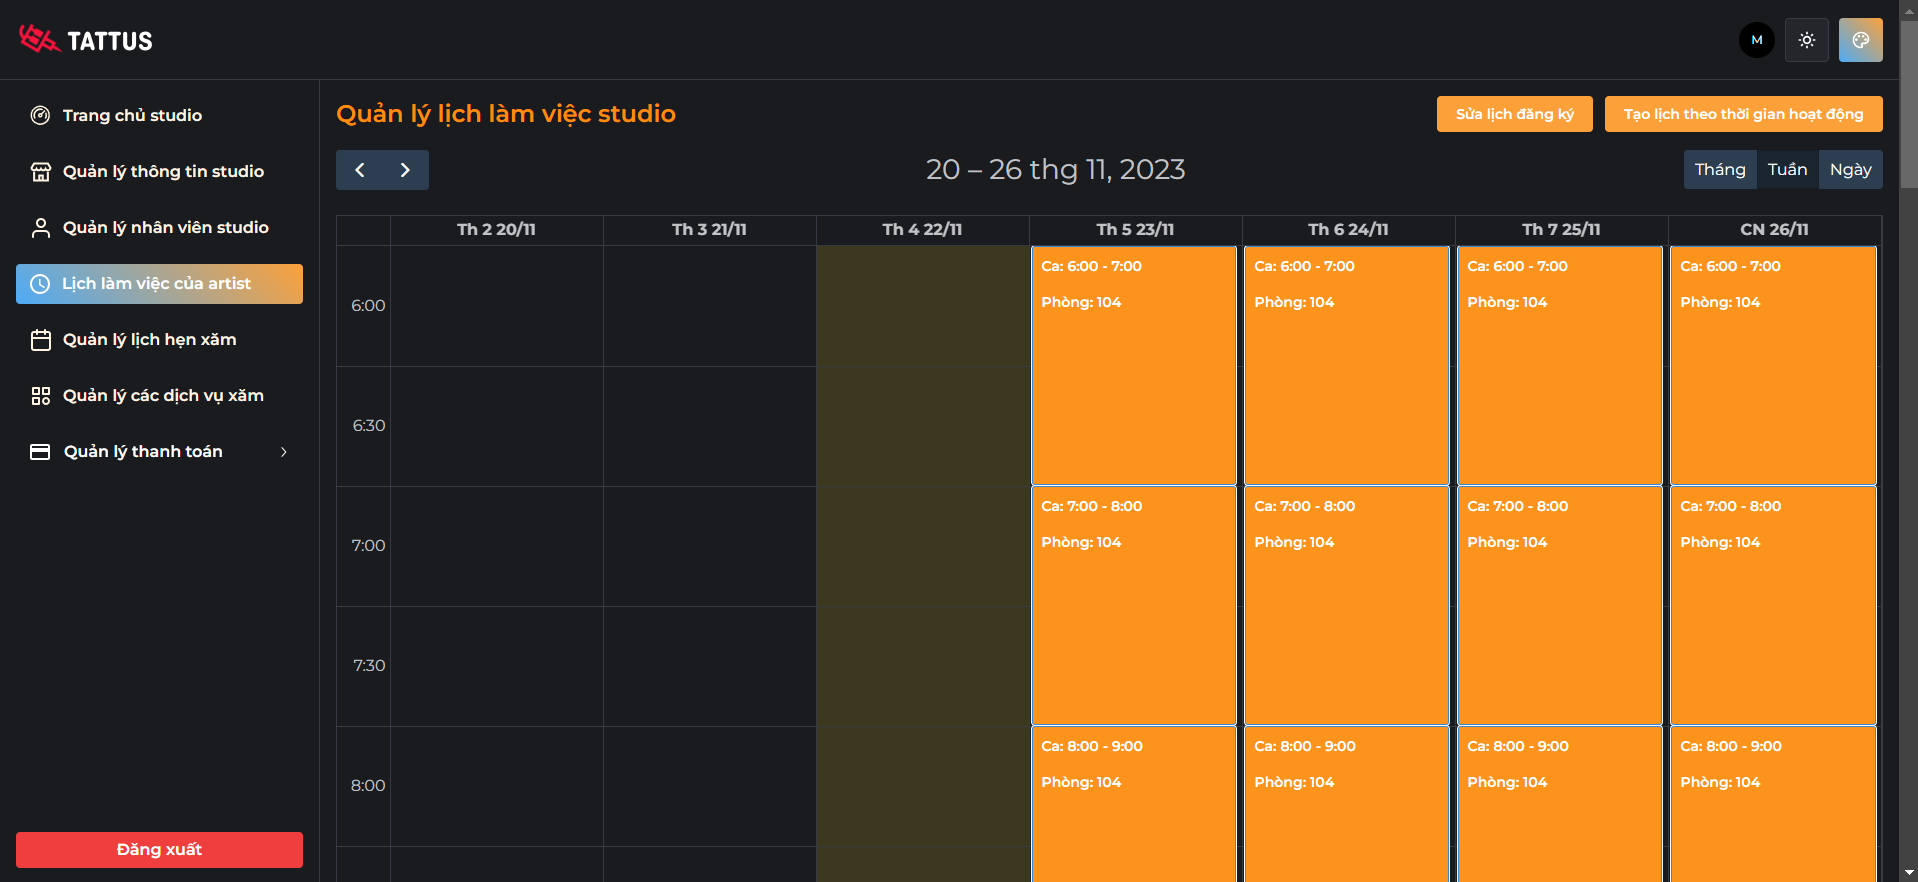 TATTUS
M
Trang chủ studio
Quản lý thông tin studio
Quản lý nhân viên studio
Lịch làm việc của artist
Quản lý lịch hẹn xăm
Quản lý các dịch vụ xăm
Quản lý thanh toán
Đăng xuất
Quản lý lịch làm việc studio
Sửa lịch đăng ký
Tạo lịch theo thời gian hoạt động
20 – 26 thg 11, 2023
Tháng Tuần Ngày
Th 2 20/11 Th 3 21/11 Th 4 22/11 Th 5 23/11 Th 6 24/11 Th 7 25/11 CN 26/11
Ca: 6:00 - 7:00 Ca: 6:00 - 7:00 Ca: 6:00 - 7:00 Ca: 6:00 - 7:00
6:00 Phòng: 104 Phòng: 104 Phòng: 104 Phòng: 104
6:30
Ca: 7:00 - 8:00 Ca: 7:00 - 8:00 Ca: 7:00 - 8:00 Ca: 7:00 - 8:00
7:00 Phòng: 104 Phòng: 104 Phòng: 104 Phòng: 104
7:30
Ca: 8:00 - 9:00 Ca: 8:00 - 9:00 Ca: 8:00 - 9:00 Ca: 8:00 - 9:00
8:00 Phòng: 104 Phòng: 104 Phòng: 104 Phòng: 104